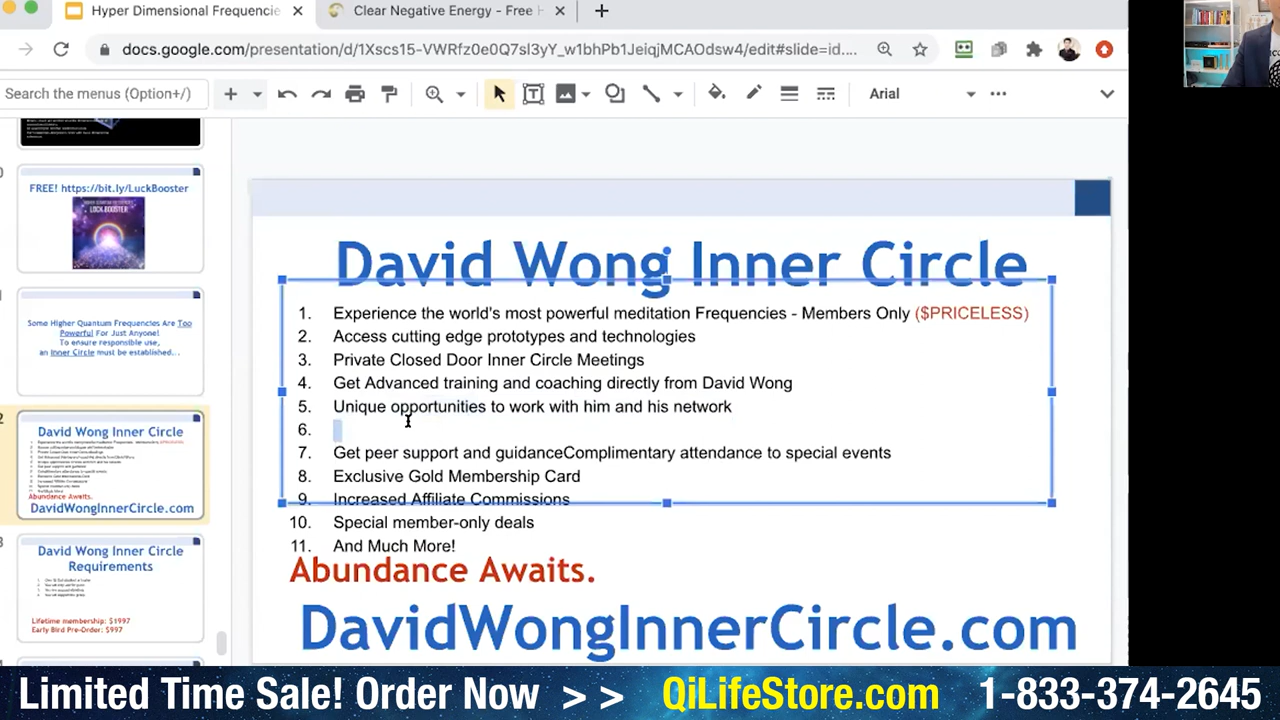 Hyper Dimensional Frequencie
Clear Negative Energy - Free H
docs.google.com/presentation/d/1Xscs15-VWRfz0e0Q7sl3yY_w1bhPb1JeiqjMCAOdsw4/edit#slide=id....
Search the menus (Option+/)
Arial
FREE! https://bit.ly/LuckBooster
LUCK BOOSTER
Some Higher Quantum Frequencies Are Too
Powerful For Just Anyone!
To ensure responsible use,
an Inner Circle must be established...
David Wong Inner Circle
Abundance Awaits.
DavidWongInnerCircle.com
David Wong Inner Circle
Requirements
Lifetime membership: $1997
Early Bird Pre-Order: $997
David Wong Inner Circle
1. Experience the world's most powerful meditation Frequencies - Members Only ($PRICELESS)
2. Access cutting edge prototypes and technologies
3. Private Closed Door Inner Circle Meetings
4. Get Advanced training and coaching directly from David Wong
5. Unique opportunities to work with him and his network
6.
7. Get peer support and guidanceComplimentary attendance to special events
8. Exclusive Gold Membership Card
9. Increased Affiliate Commissions
10. Special member-only deals
11. And Much More!
Abundance Awaits.
DavidWongInnerCircle.com
Limited Time Sale! Order Now > > QiLifeStore.com 1-833-374-2645